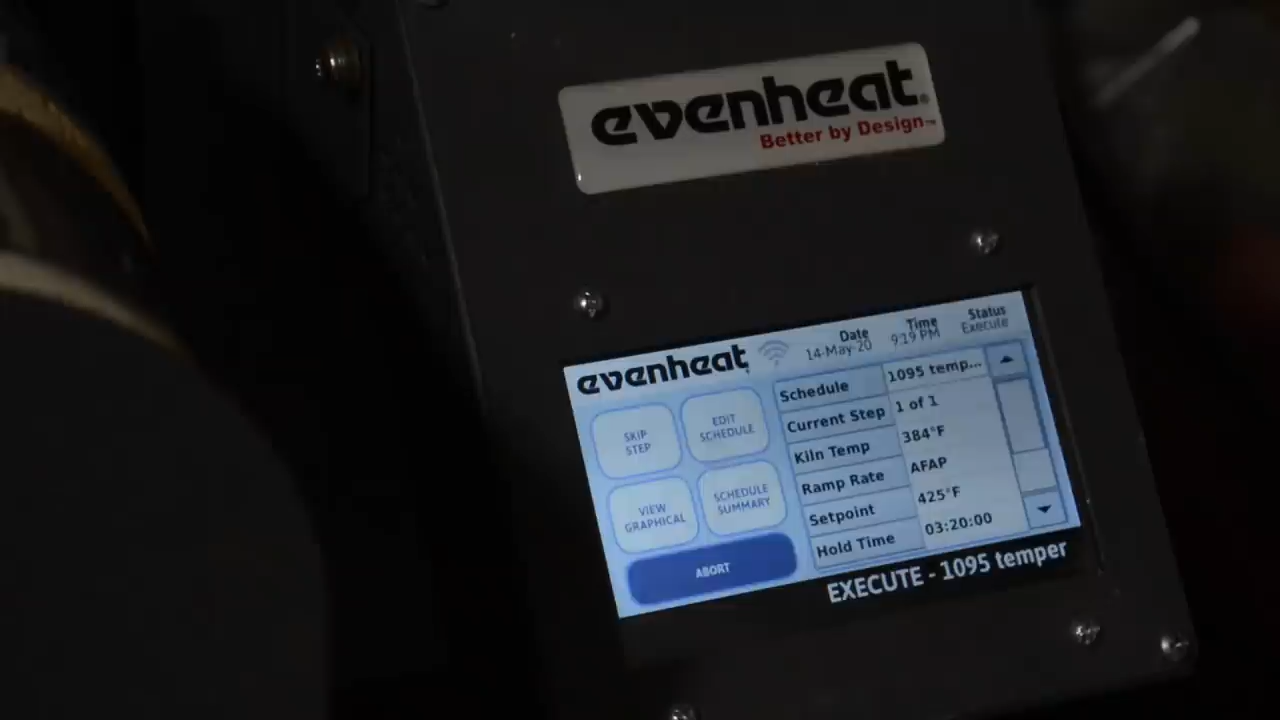 evenheat®
Better by Design™
evenheat
Date
14-May-20
Time
9:19 PM
Status
Execute
SKIP STEP
EDIT SCHEDULE
VIEW GRAPHICAL
SCHEDULE SUMMARY
ABORT
Schedule 1095 temp...
Current Step 1 of 1
Kiln Temp 384°F
Ramp Rate AFAP
Setpoint 425°F
Hold Time 03:20:00
EXECUTE - 1095 temper